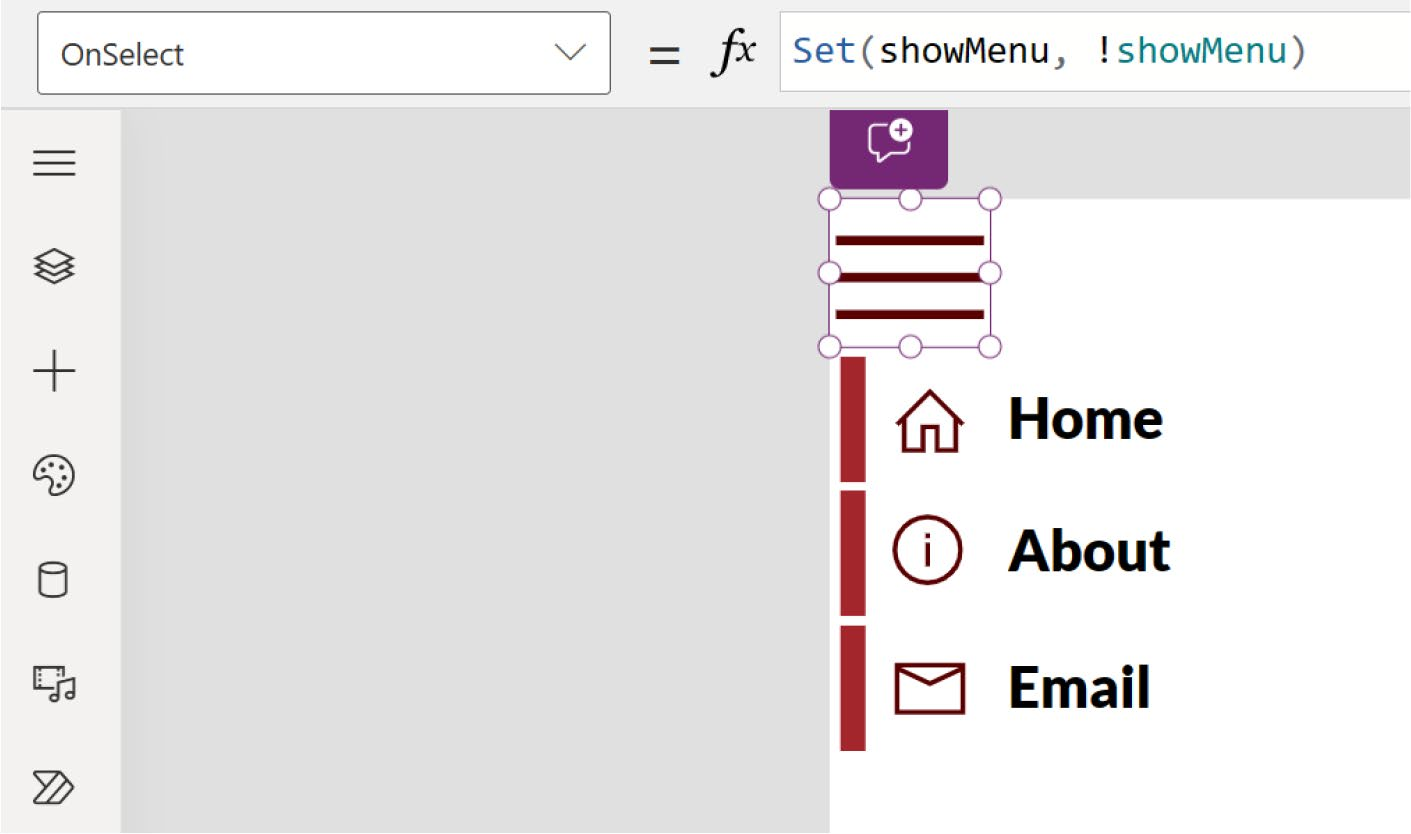 OnSelect = fx Set(showMenu, !showMenu)
Home
About
Email